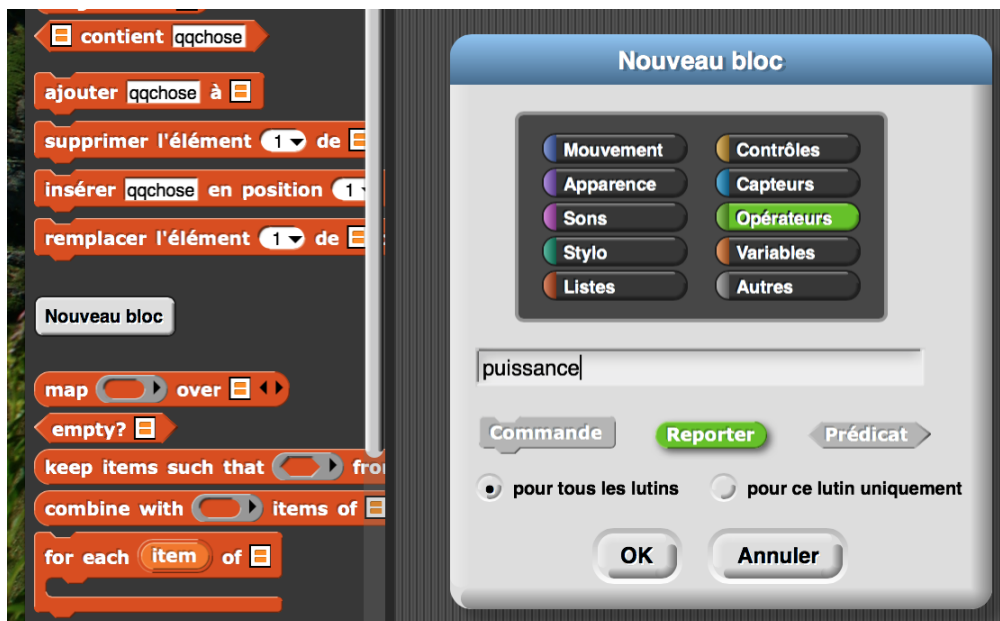 contient qqchose
ajouter qqchose à
supprimer l'élément 1 de
insérer qqchose en position 1
remplacer l'élément 1 de
Nouveau bloc
map over
empty?
keep items such that
combine with items of
for each item of
Nouveau bloc
Mouvement Contrôles
Apparence Capteurs
Sons Opérateurs
Stylo Variables
Listes Autres
puissance
Commande Reporter Prédicat
pour tous les lutins pour ce lutin uniquement
OK Annuler